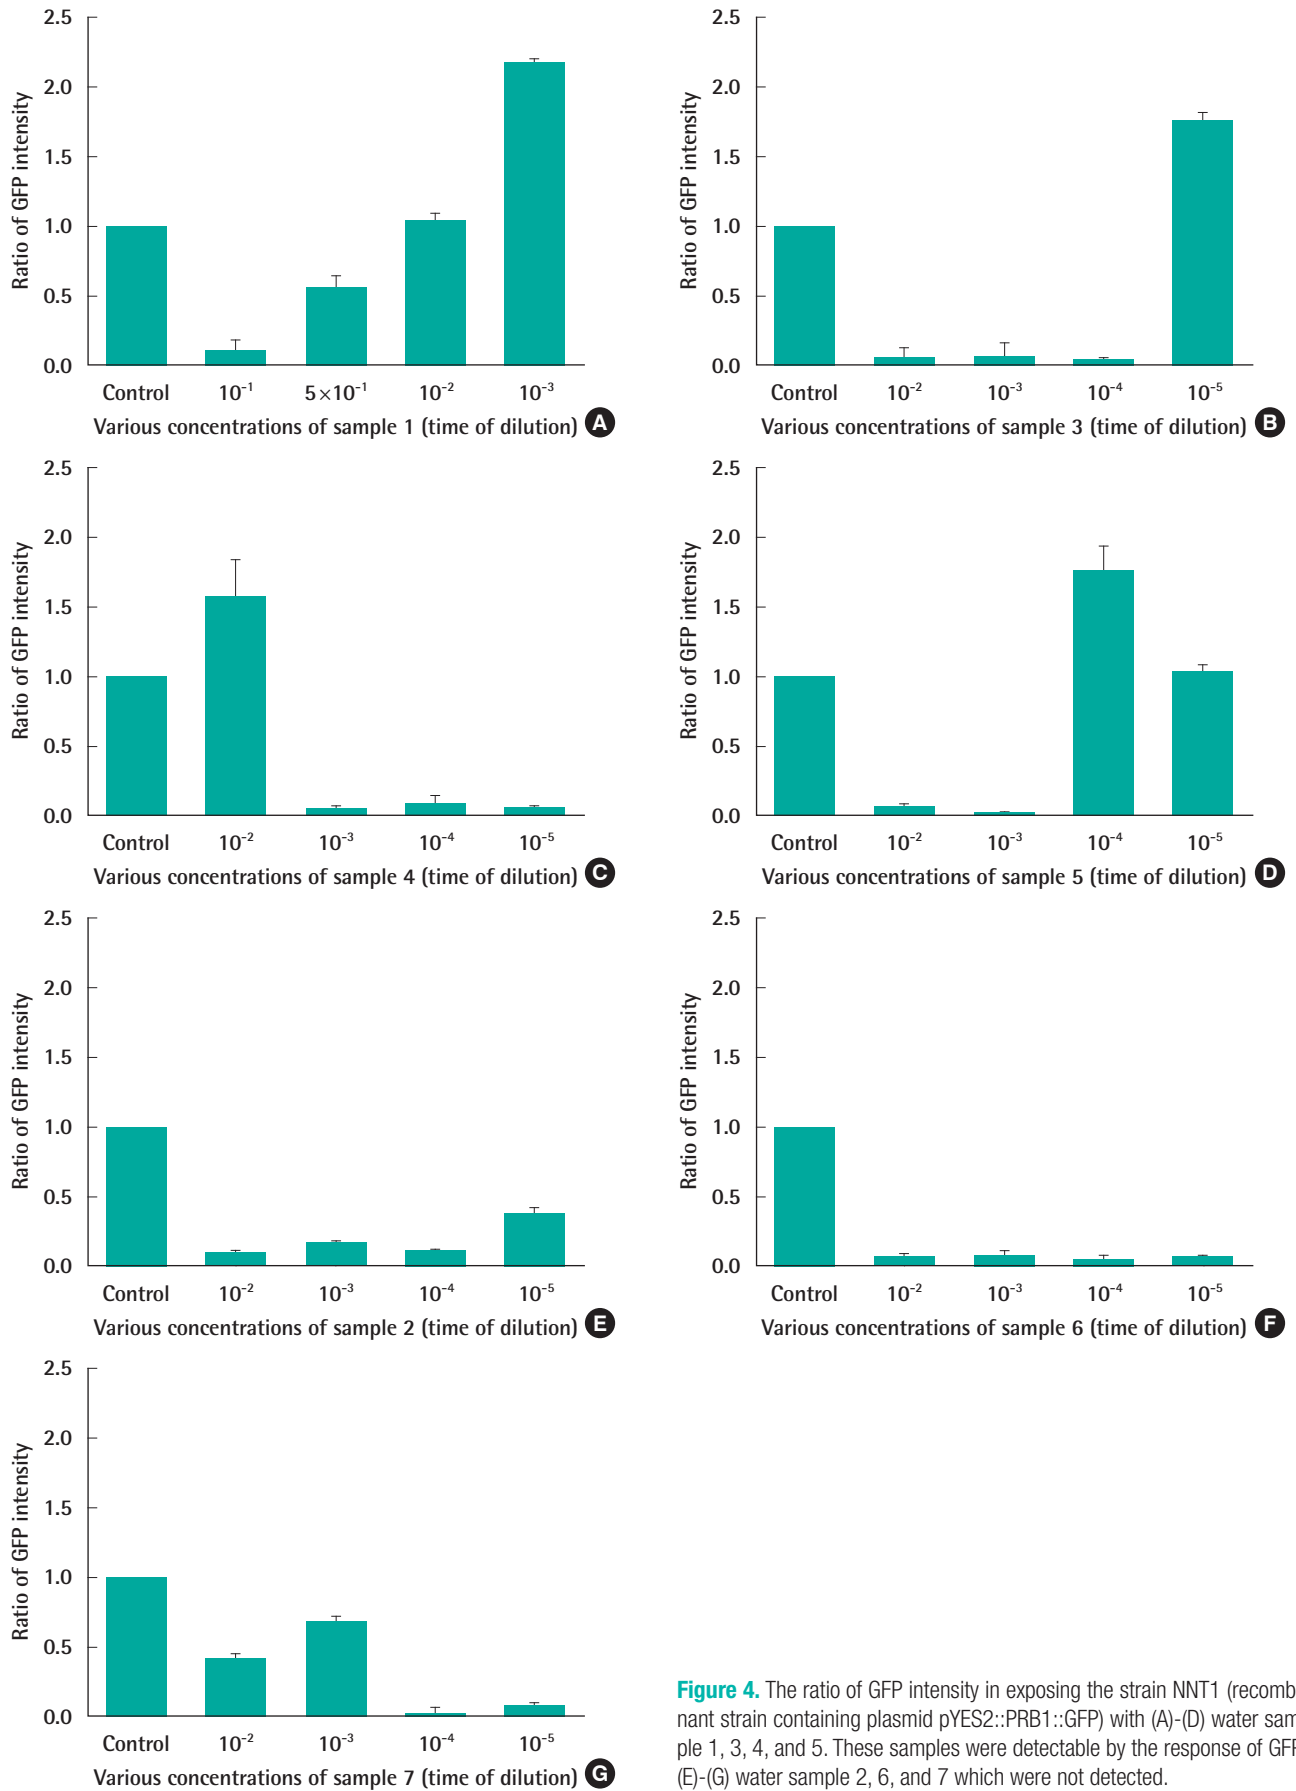 2.5
2.0
1.5
1.0
0.5
0.0
Ratio of GFP intensity
Control 10⁻¹ 5×10⁻¹ 10⁻² 10⁻³
Various concentrations of sample 1 (time of dilution) A
2.5
2.0
1.5
1.0
0.5
0.0
Ratio of GFP intensity
Control 10⁻² 10⁻³ 10⁻⁴ 10⁻⁵
Various concentrations of sample 3 (time of dilution) B
2.5
2.0
1.5
1.0
0.5
0.0
Ratio of GFP intensity
Control 10⁻² 10⁻³ 10⁻⁴ 10⁻⁵
Various concentrations of sample 4 (time of dilution) C
2.5
2.0
1.5
1.0
0.5
0.0
Ratio of GFP intensity
Control 10⁻² 10⁻³ 10⁻⁴ 10⁻⁵
Various concentrations of sample 5 (time of dilution) D
2.5
2.0
1.5
1.0
0.5
0.0
Ratio of GFP intensity
Control 10⁻² 10⁻³ 10⁻⁴ 10⁻⁵
Various concentrations of sample 2 (time of dilution) E
2.5
2.0
1.5
1.0
0.5
0.0
Ratio of GFP intensity
Control 10⁻² 10⁻³ 10⁻⁴ 10⁻⁵
Various concentrations of sample 6 (time of dilution) F
2.5
2.0
1.5
1.0
0.5
0.0
Ratio of GFP intensity
Control 10⁻² 10⁻³ 10⁻⁴ 10⁻⁵
Various concentrations of sample 7 (time of dilution) G
Figure 4. The ratio of GFP intensity in exposing the strain NNT1 (recombi
nant strain containing plasmid pYES2::PRB1::GFP) with (A)-(D) water sam
ple 1, 3, 4, and 5. These samples were detectable by the response of GFP
(E)-(G) water sample 2, 6, and 7 which were not detected.